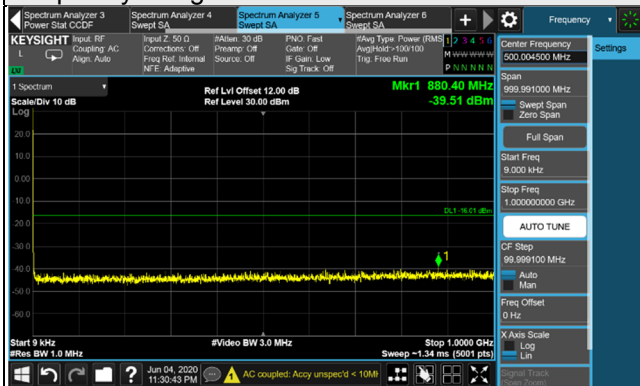 Spectrum Analyzer 3
Power Stat CCDF
Spectrum Analyzer 4
Swept SA
Spectrum Analyzer 5
Swept SA
Spectrum Analyzer 6
Swept SA
Frequency
KEYSIGHT
L
Input: RF
Coupling: AC
Align: Auto
Input Z: 50 Ω
Corrections: Off
Freq Ref: Internal
NFE: Adaptive
#Atten: 30 dB
Preamp: Off
Source: Off
PNO: Fast
Gate: Off
IF Gain: Low
Sig Track: Off
#Avg Type: Power (RMS
Avg|Hold:>100/100
Trig: Free Run
1 2 3 4 5 6
M W W W W W
P N N N N N
LV
1 Spectrum
Scale/Div 10 dB
Log
Ref Lvl Offset 12.00 dB
Ref Level 30.00 dBm
Mkr1 880.40 MHz
-39.51 dBm
20.0
10.0
0.00
-10.0
DL1 -16.01 dBm
-20.0
-30.0
-40.0
-50.0
-60.0
1
Start 9 kHz
#Res BW 1.0 MHz
#Video BW 3.0 MHz
Stop 1.0000 GHz
Sweep ~1.34 ms (5001 pts)
Center Frequency
500.004500 MHz
Settings
Span
999.991000 MHz
Swept Span
Zero Span
Full Span
Start Freq
9.000 kHz
Stop Freq
1.000000000 GHz
AUTO TUNE
CF Step
99.999100 MHz
Auto
Man
Freq Offset
0 Hz
X Axis Scale
Log
Lin
Signal Track
(Span Zoom)
Jun 04, 2020
11:30:43 PM
AC coupled: Accy unspec'd < 10MH